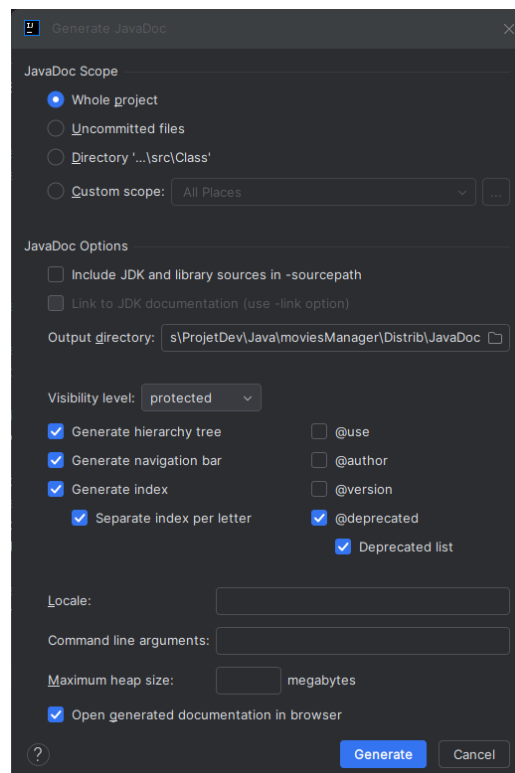 Generate JavaDoc
JavaDoc Scope
Whole project
Uncommitted files
Directory '...\src\Class'
Custom scope: All Places ...
JavaDoc Options
Include JDK and library sources in -sourcepath
Link to JDK documentation (use -link option)
Output directory: s\ProjetDev\Java\moviesManager\Distrib\JavaDoc
Visibility level: protected
Generate hierarchy tree @use
Generate navigation bar @author
Generate index @version
Separate index per letter @deprecated
Deprecated list
Locale:
Command line arguments:
Maximum heap size: megabytes
Open generated documentation in browser
? Generate Cancel